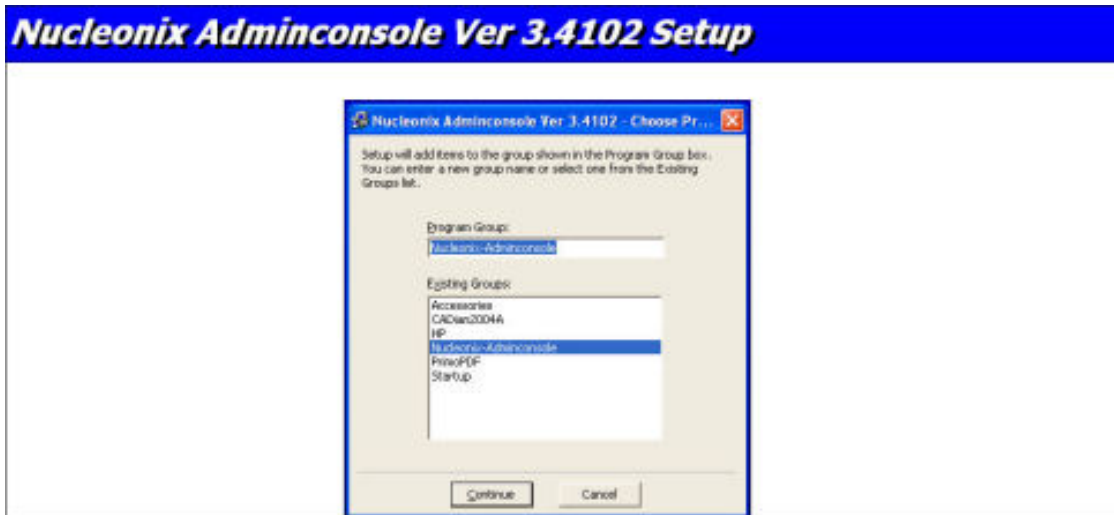 Nucleonix Adminconsole Ver 3.4102 Setup
Nucleonix Adminconsole Ver 3.4102 - Choose Pr...
Setup will add items to the group shown in the Program Group box.
You can enter a new group name or select one from the Existing
Groups list.
Program Group:
Nucleonix-Adminconsole
Existing Groups:
Accessories
CADian2004A
HP
Nucleonix-Adminconsole
PrimoPDF
Startup
Continue
Cancel